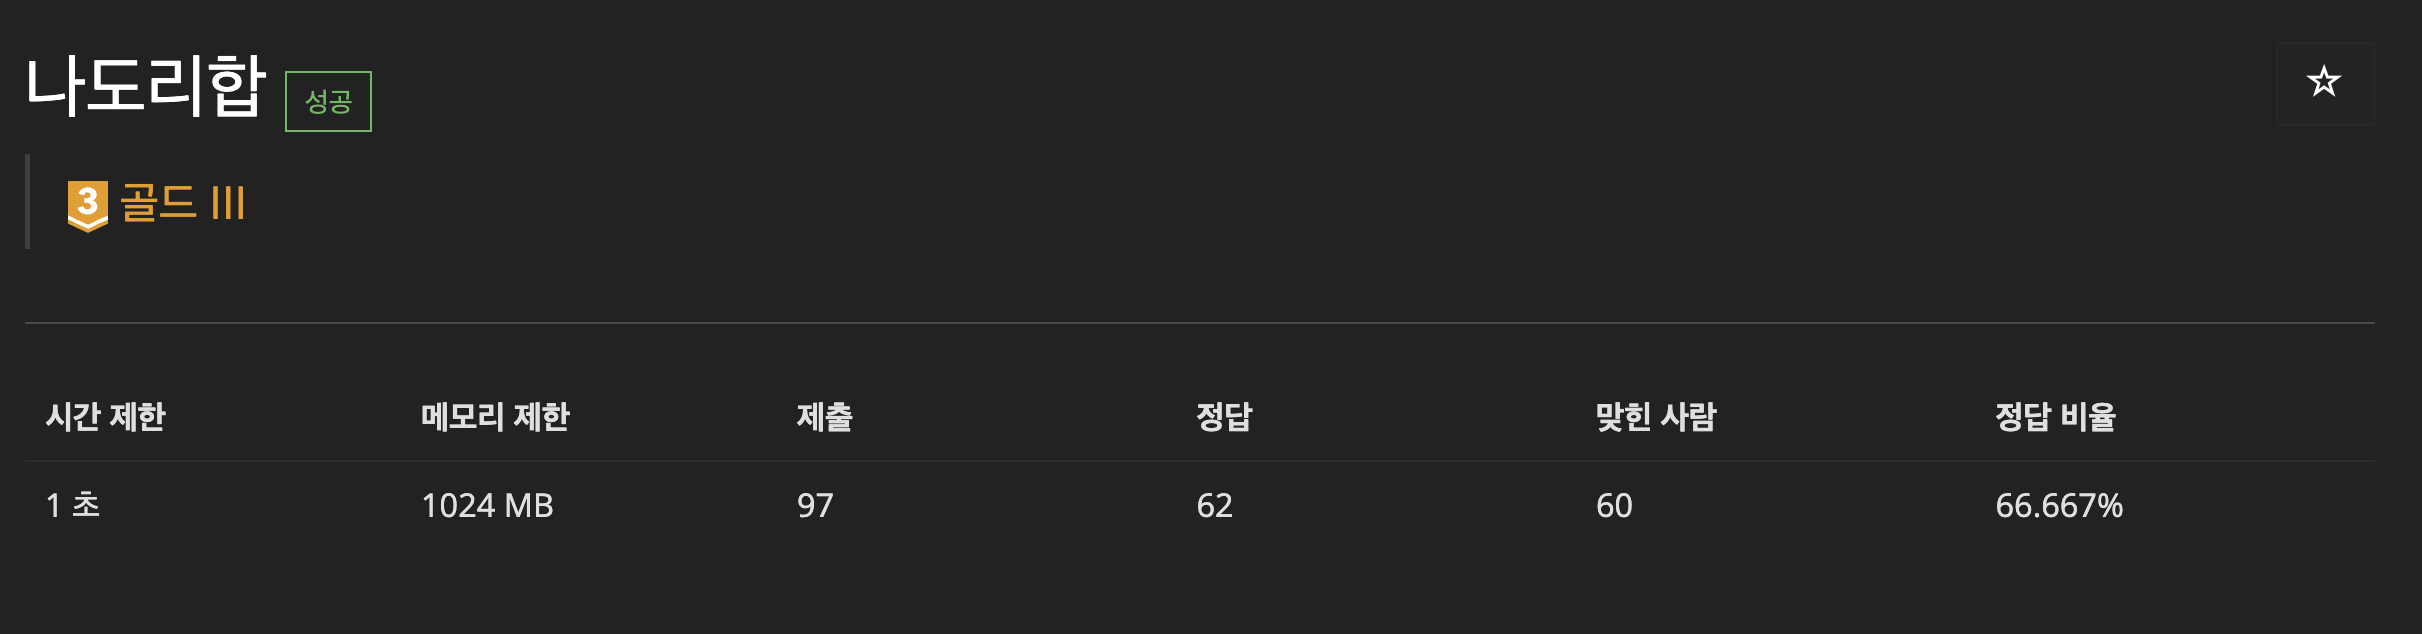 나도리합 성공
3 골드 III
시간 제한 메모리 제한 제출 정답 맞힌 사람 정답 비율
1 초 1024 MB 97 62 60 66.667%